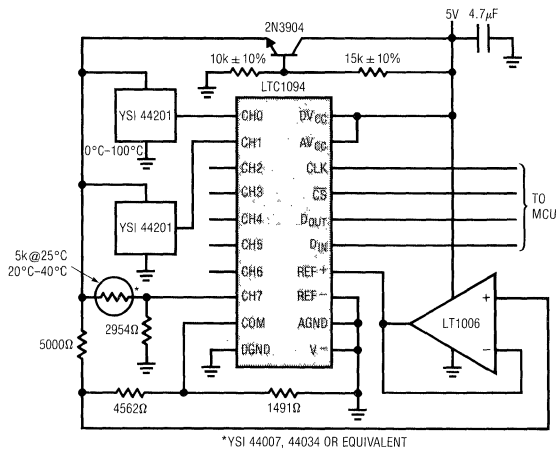 2N3904
5V
4.7µF
10k ± 10%
15k ± 10%
LTC1094
YSI 44201
0°C–100°C
YSI 44201
5k@25°C
20°C–40°C
*
2954Ω
5000Ω
4562Ω
1491Ω
CH0
CH1
CH2
CH3
CH4
CH5
CH6
CH7
COM
DGND
DVCC
AVCC
CLK
CS
DOUT
DIN
REF+
REF−
AGND
V−
TO
MCU
LT1006
+
−
*YSI 44007, 44034 OR EQUIVALENT